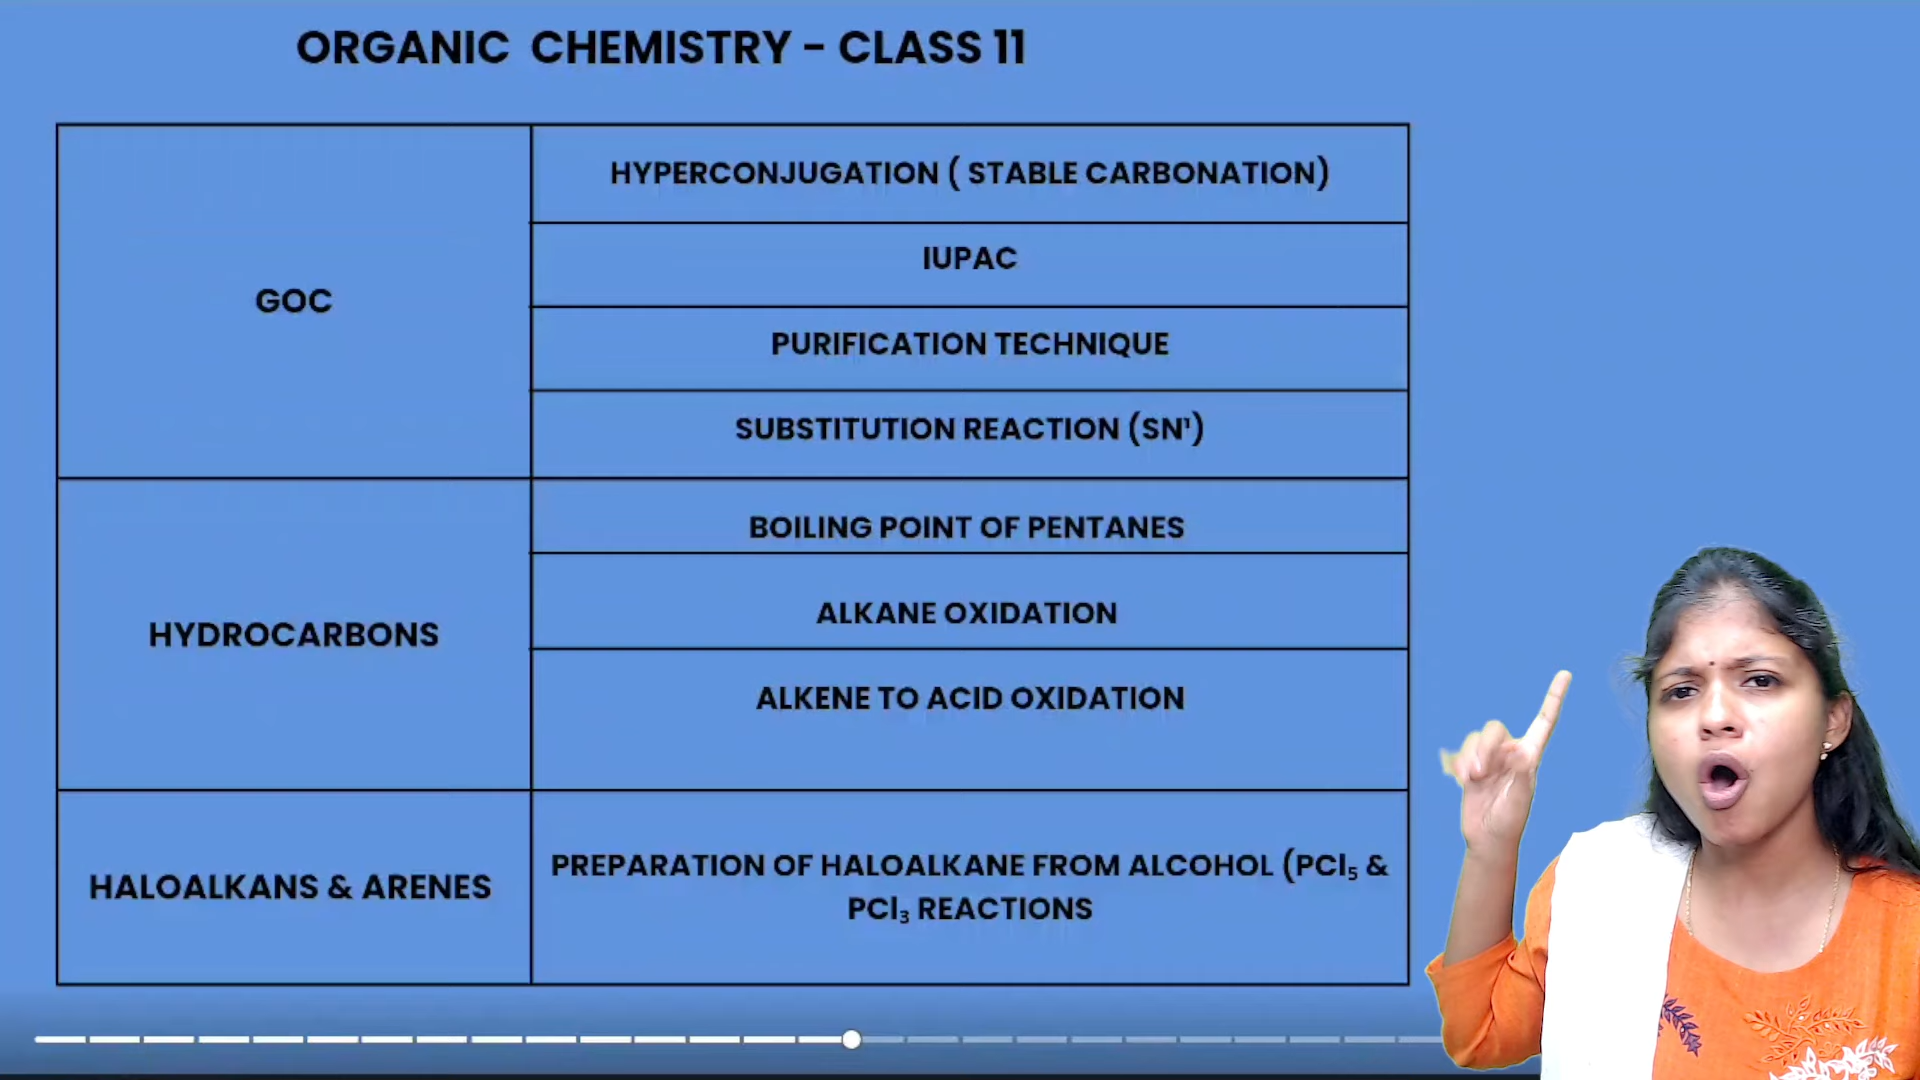 ORGANIC CHEMISTRY - CLASS 11
HYPERCONJUGATION ( STABLE CARBONATION)
GOC
IUPAC
PURIFICATION TECHNIQUE
SUBSTITUTION REACTION (SN¹)
HYDROCARBONS
BOILING POINT OF PENTANES
ALKANE OXIDATION
ALKENE TO ACID OXIDATION
HALOALKANS & ARENES
PREPARATION OF HALOALKANE FROM ALCOHOL (PCl₅ &
PCl₃ REACTIONS